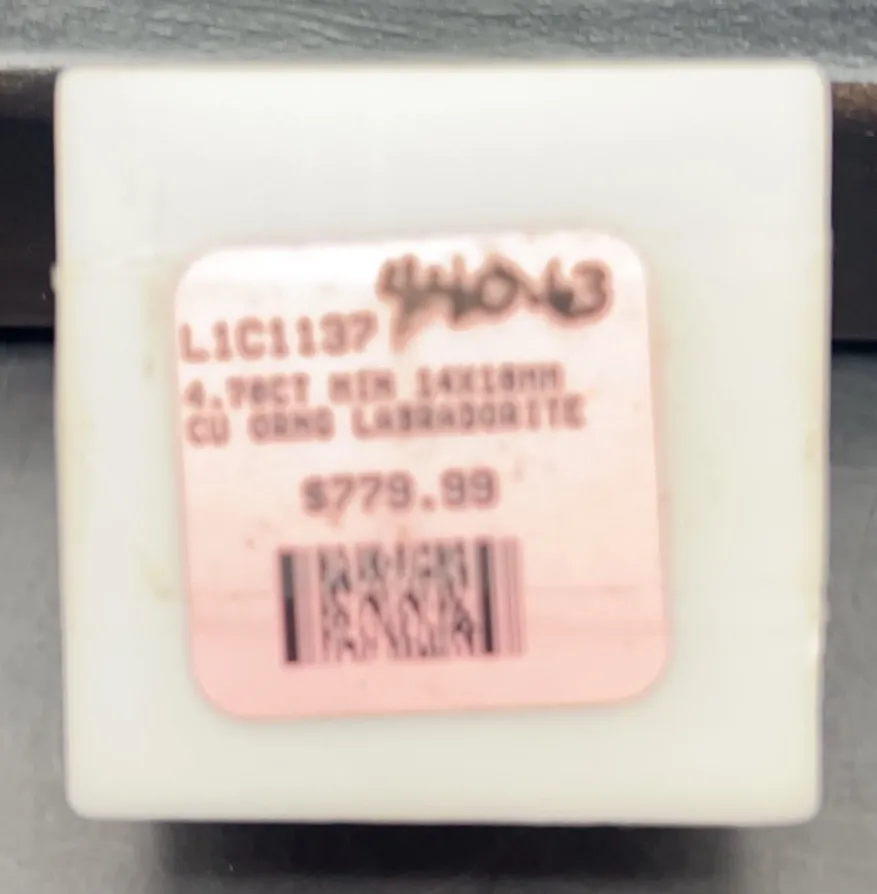 440.63
L1C1137
4.70CT MIN 14X10MM
CU ORNG LABRADORITE
$779.99